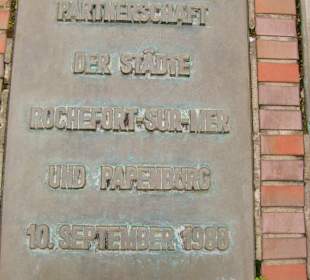 PARTNERSCHAFT
DER STÄDTE
ROCHEFORT-SUR-MER
UND PAPENBURG
10. SEPTEMBER 1988